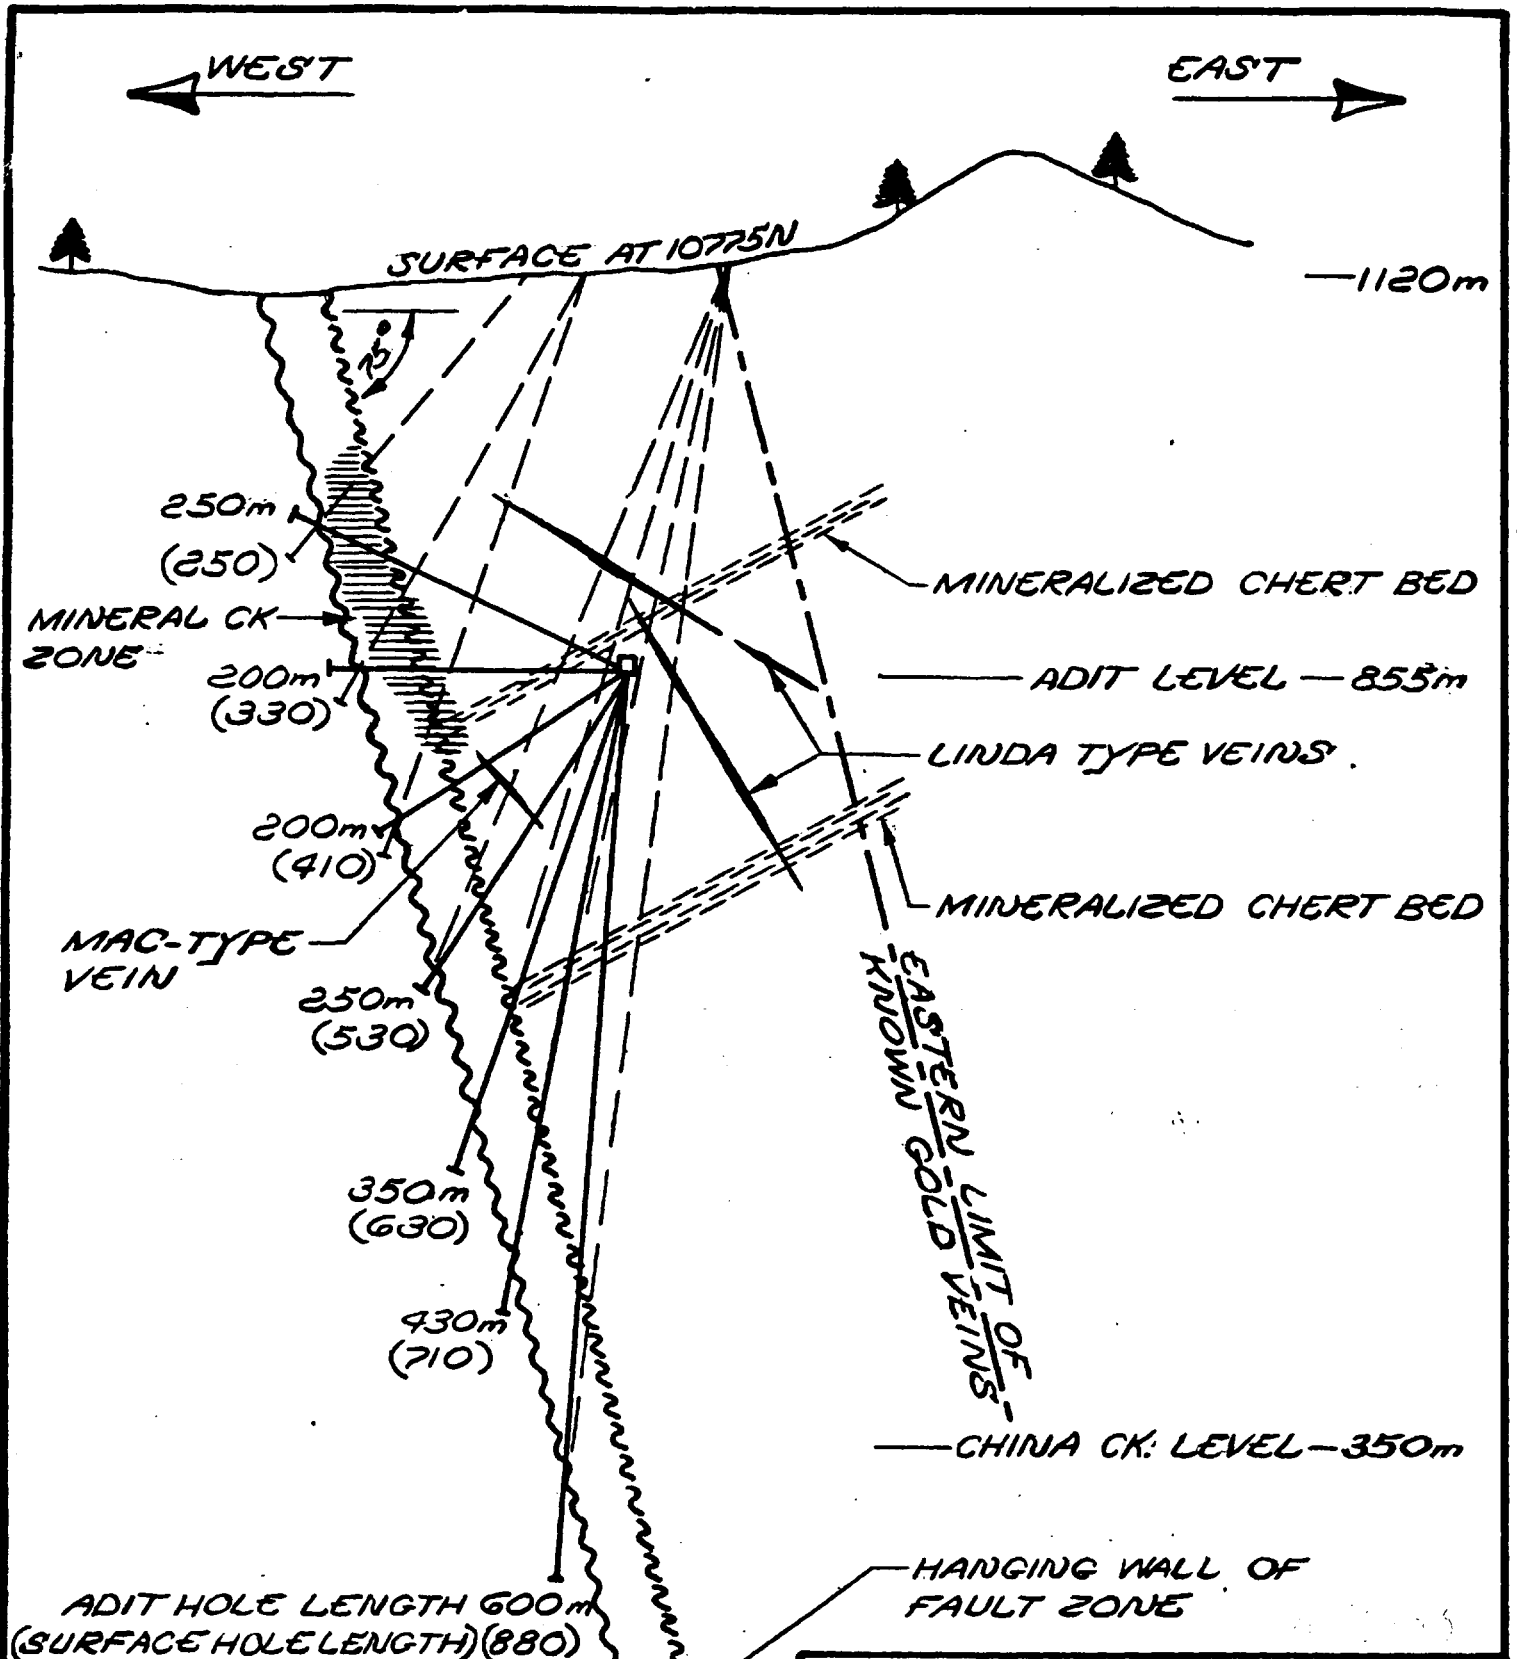 WEST
EAST
SURFACE AT 10775N
1120m
75°
250m
(250)
MINERALIZED CHERT BED
MINERAL CK
ZONE
200m
(330)
ADIT LEVEL — 855m
LINDA TYPE VEINS
200m
(410)
MINERALIZED CHERT BED
MAC-TYPE
VEIN
250m
(530)
EASTERN LIMIT OF
KNOWN GOLD VEINS
350m
(630)
430m
(710)
CHINA CK. LEVEL — 350m
HANGING WALL OF
FAULT ZONE
ADIT HOLE LENGTH 600m
(SURFACE HOLE LENGTH) (880)